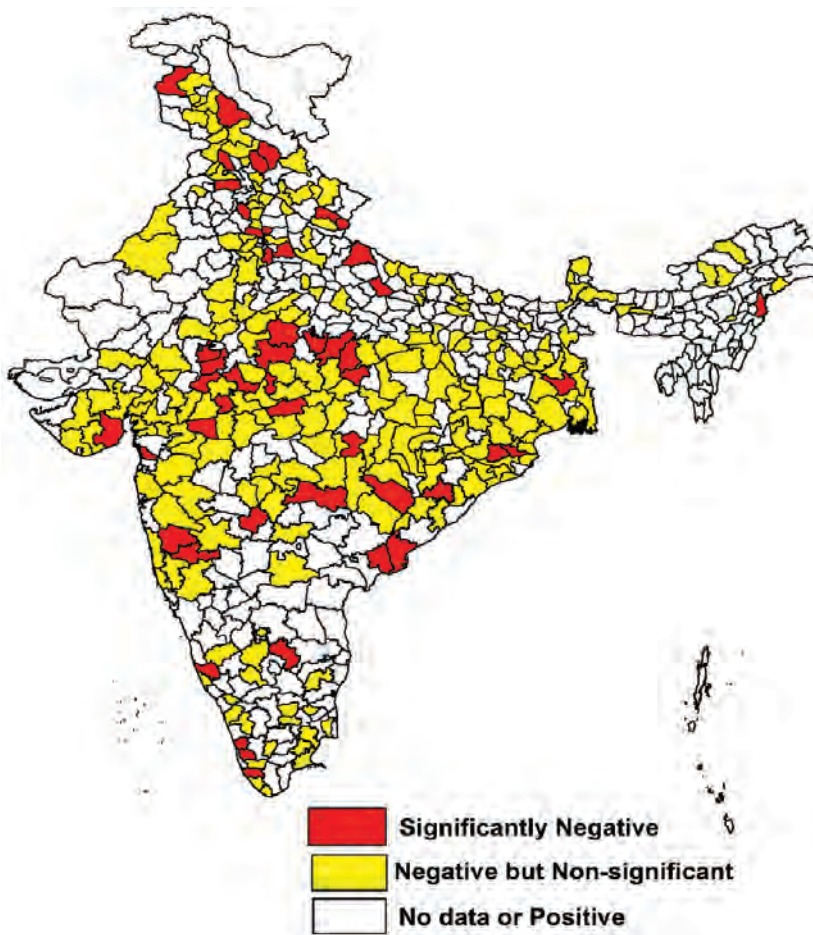 Significantly Negative
Negative but Non-significant
No data or Positive